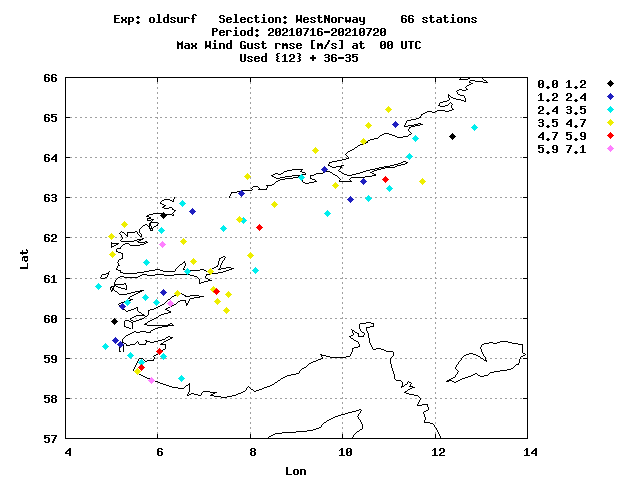 Exp: oldsurf   Selection: WestNorway     66 stations
Period: 20210716-20210720
Max Wind Gust rmse [m/s] at  00 UTC
Used {12} + 36-35
0.0 1.2
1.2 2.4
2.4 3.5
3.5 4.7
4.7 5.9
5.9 7.1
66
65
64
63
62
61
60
59
58
57
Lat
4 6 8 10 12 14
Lon